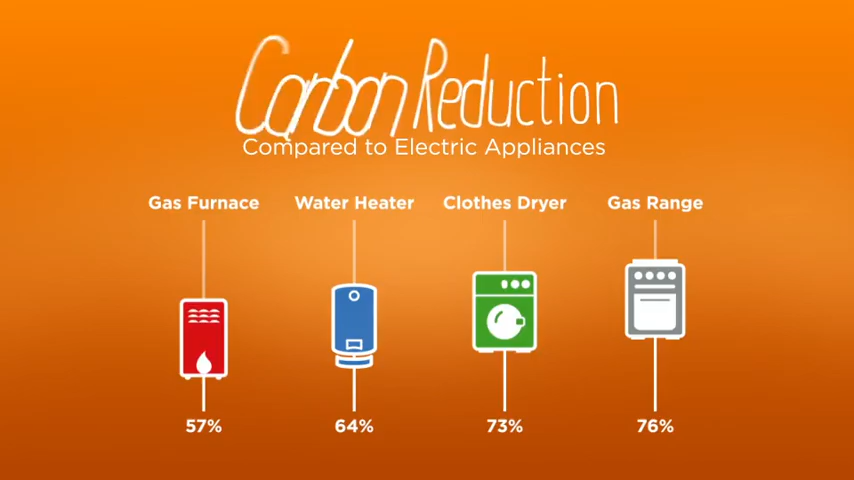 Carbon Reduction
Compared to Electric Appliances
Gas Furnace Water Heater Clothes Dryer Gas Range
57% 64% 73% 76%